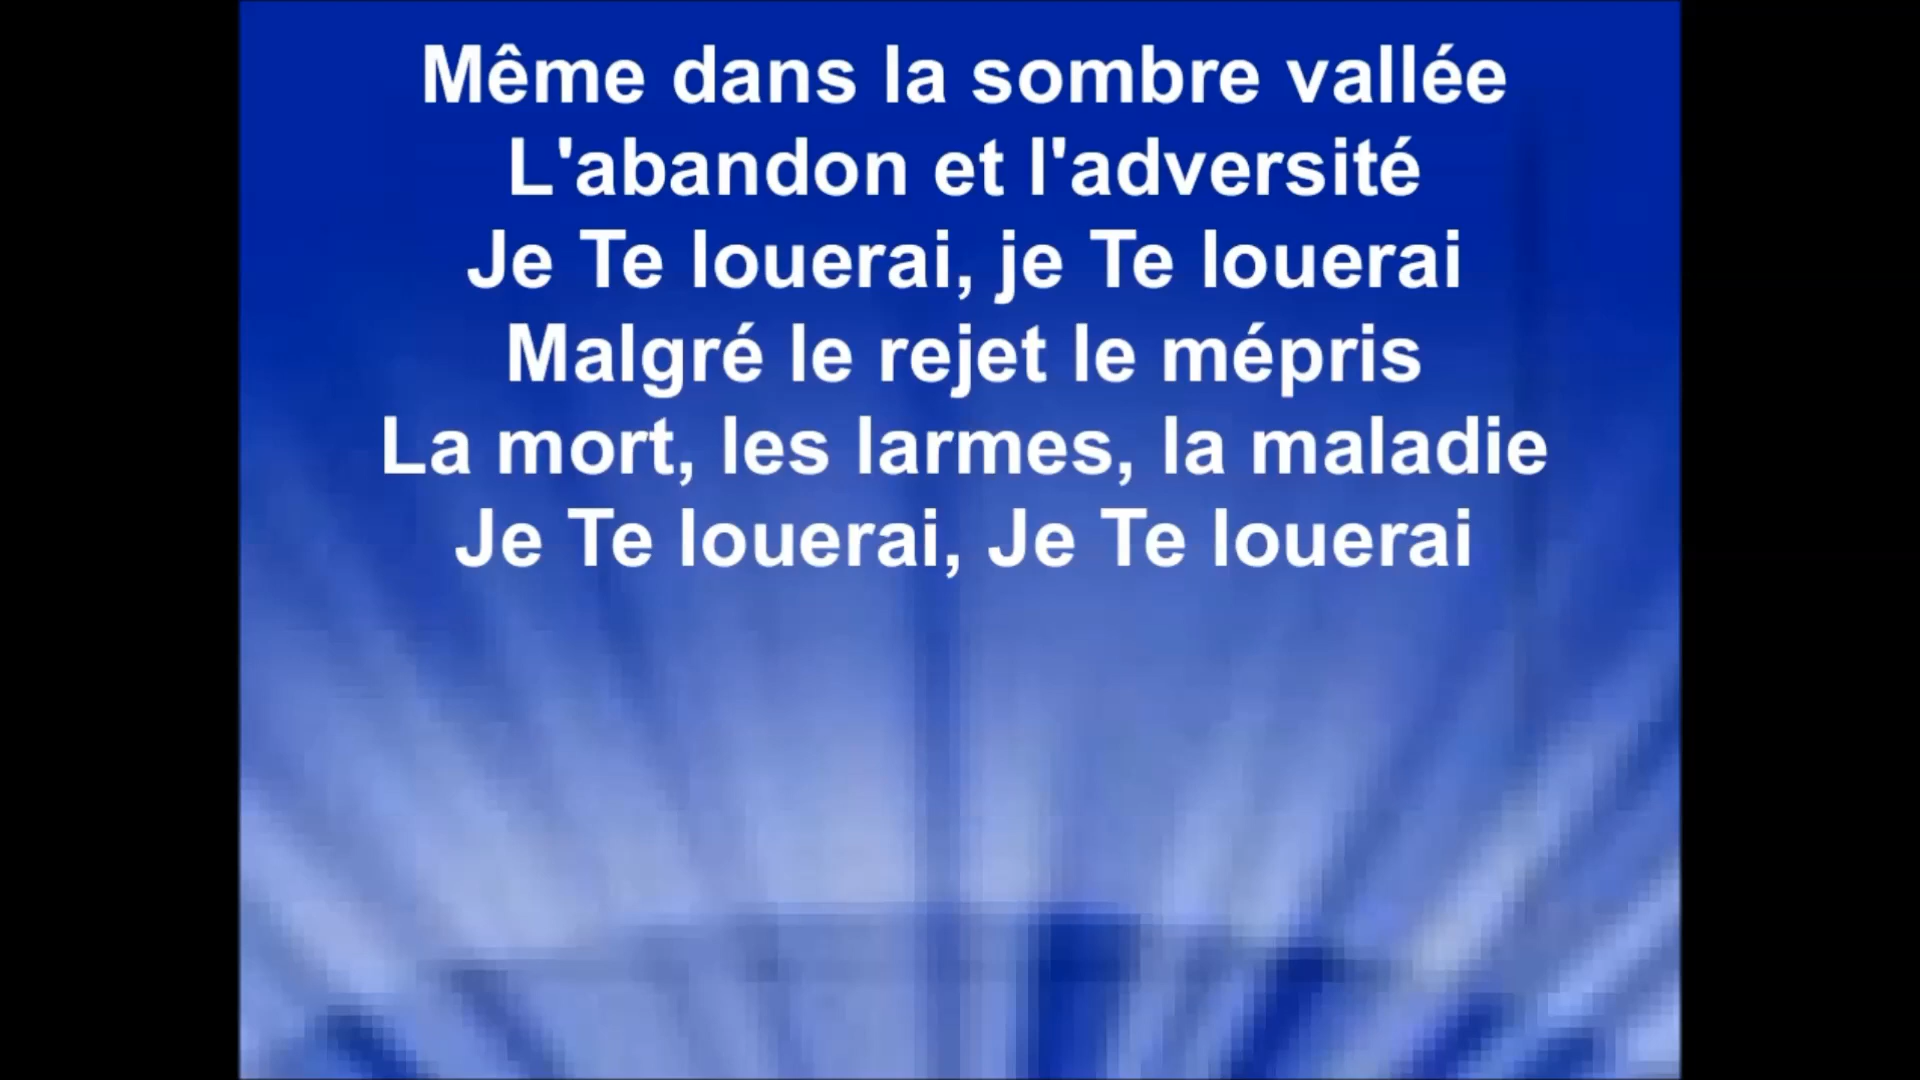 Même dans la sombre vallée
L'abandon et l'adversité
Je Te louerai, je Te louerai
Malgré le rejet le mépris
La mort, les larmes, la maladie
Je Te louerai, Je Te louerai